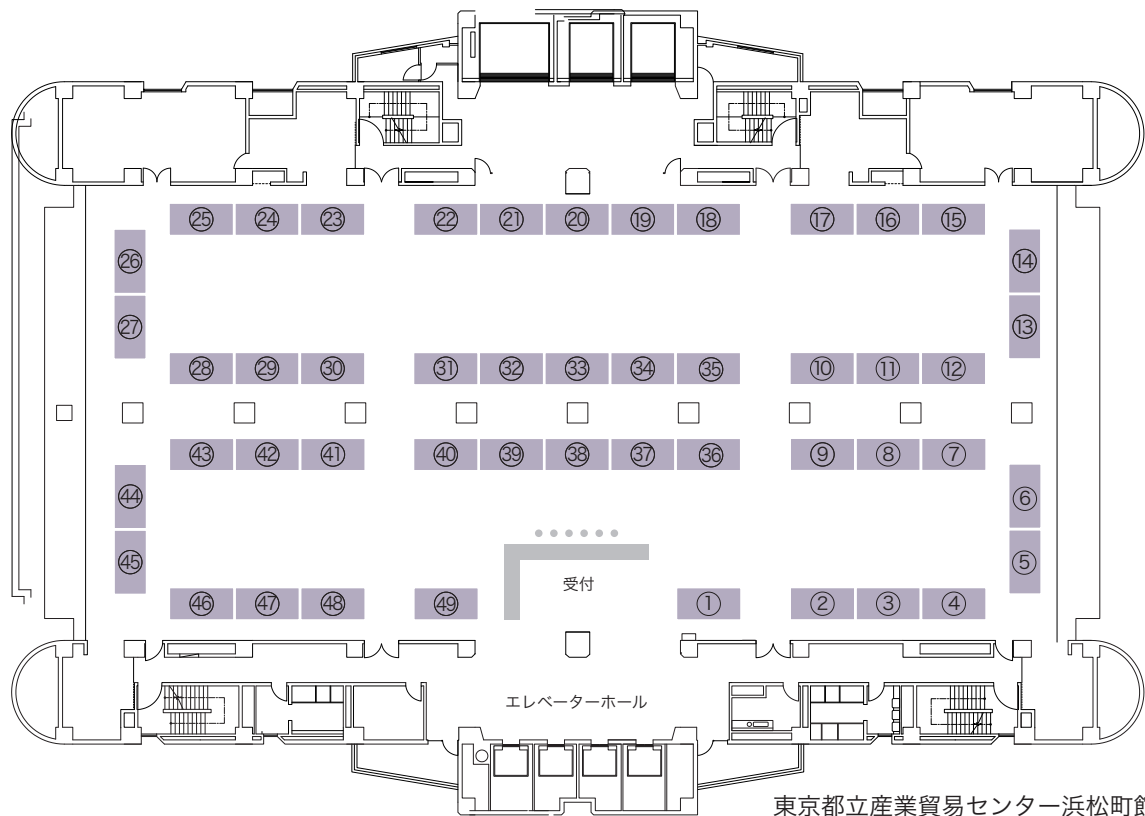 ㉕ ㉔ ㉓ ㉒ ㉑ ⑳ ⑲ ⑱ ⑰ ⑯ ⑮
㉖ ⑭
㉗ ⑬
㉘ ㉙ ㉚ ㉛ ㉜ ㉝ ㉞ ㉟ ⑩ ⑪ ⑫
㊸ ㊷ ㊶ ㊵ ㊴ ㊳ ㊲ ㊱ ⑨ ⑧ ⑦
㊹ ⑥
㊺ ⑤
受付
㊻ ㊼ ㊽ ㊾ ① ② ③ ④
エレベーターホール
東京都立産業貿易センター浜松町館